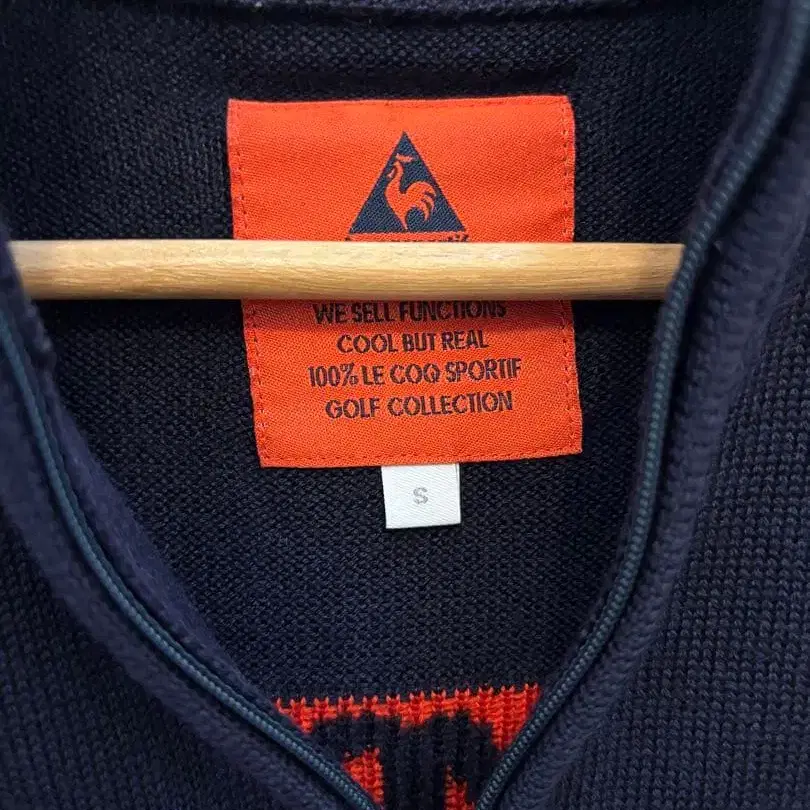 WE SELL FUNCTIONS
COOL BUT REAL
100% LE COQ SPORTIF
GOLF COLLECTION
S